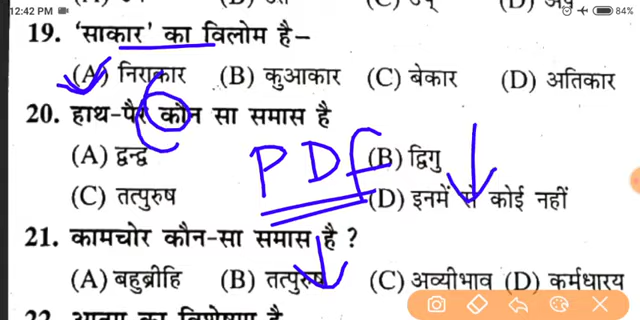 12:42 PM 84%
19. 'साकार' का विलोम है–
(A) निराकार (B) कुआकार (C) बेकार (D) अतिकार
20. हाथ-पैर कौन सा समास है
(A) द्वन्द्व (B) द्विगु
PDF
(C) तत्पुरुष (D) इनमें से कोई नहीं
21. कामचोर कौन-सा समास है ?
(A) बहुब्रीहि (B) तत्पुरुष (C) अव्यीभाव (D) कर्मधारय